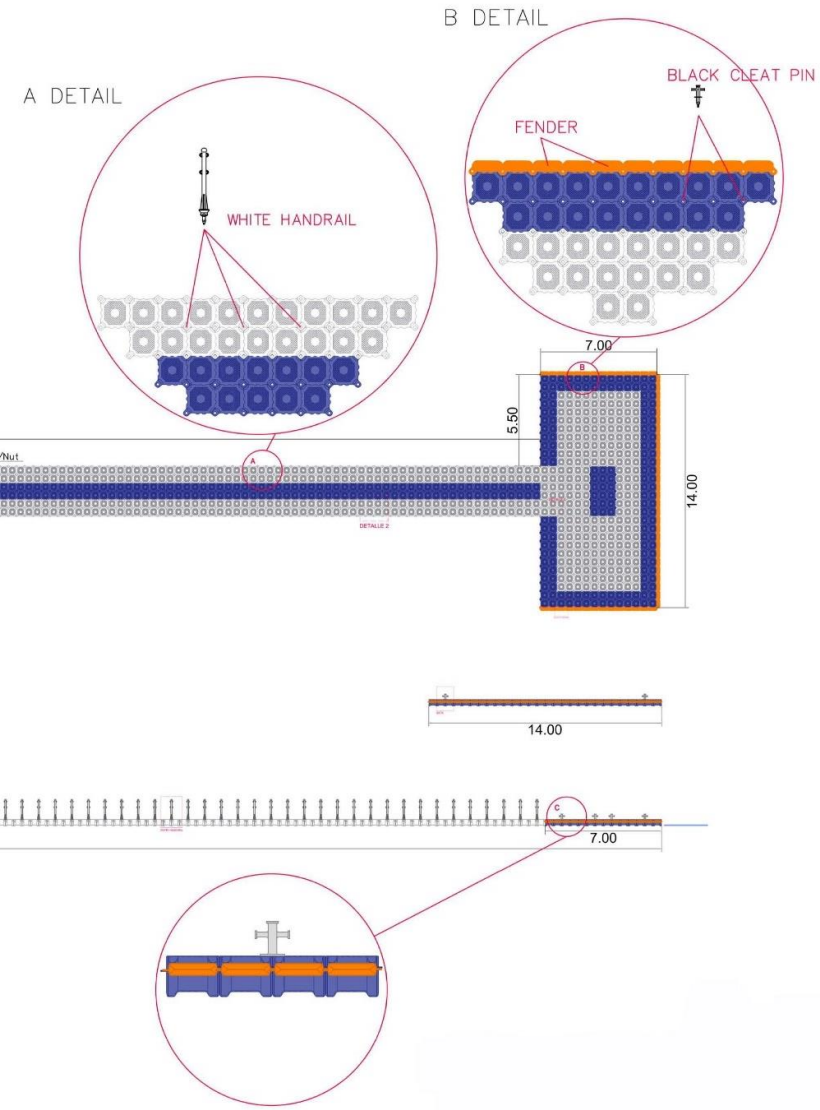 B DETAIL
BLACK CLEAT PIN
A DETAIL
FENDER
WHITE HANDRAIL
7.00
B
5.50
/Nut
A
14.00
DETALLE 2
14.00
C
7.00